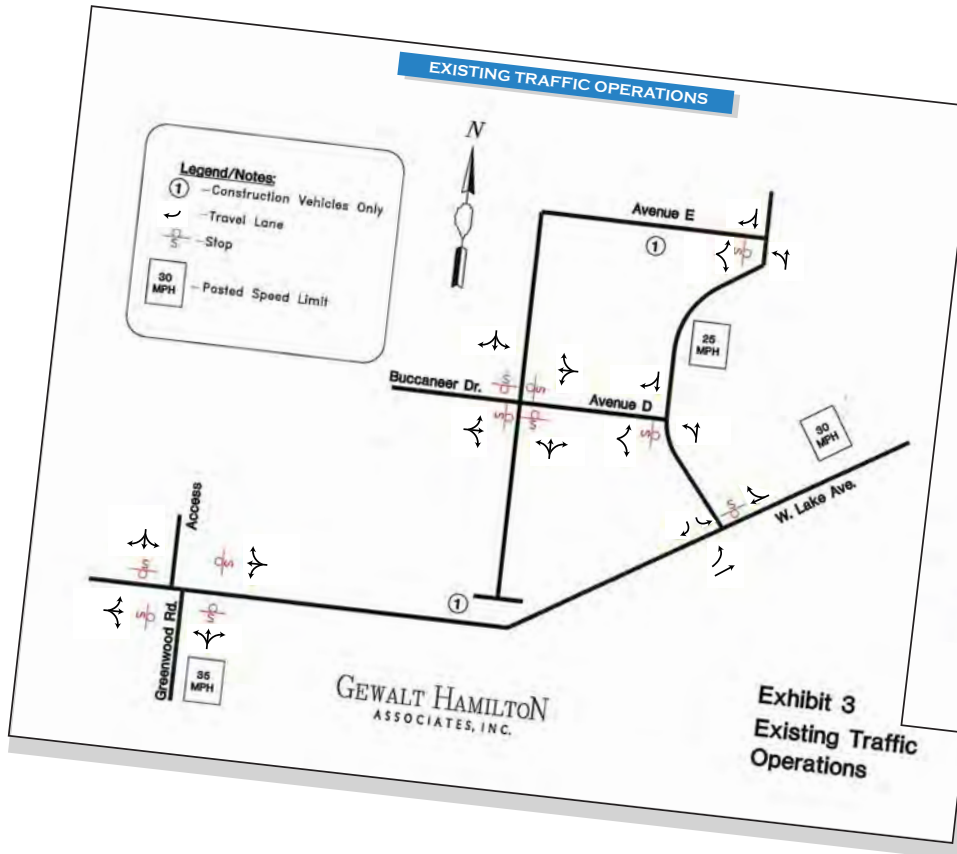 EXISTING TRAFFIC OPERATIONS
N
Legend/Notes:
1 -Construction Vehicles Only
-Travel Lane
S -Stop
30
MPH -Posted Speed Limit
Avenue E
1
S
25
MPH
Buccaneer Dr.
S S
S S
Avenue D
S
30
MPH
S
W. Lake Ave.
Access
S S
S S
1
Greenwood Rd.
35
MPH
GEWALT HAMILTON
ASSOCIATES, INC.
Exhibit 3
Existing Traffic
Operations